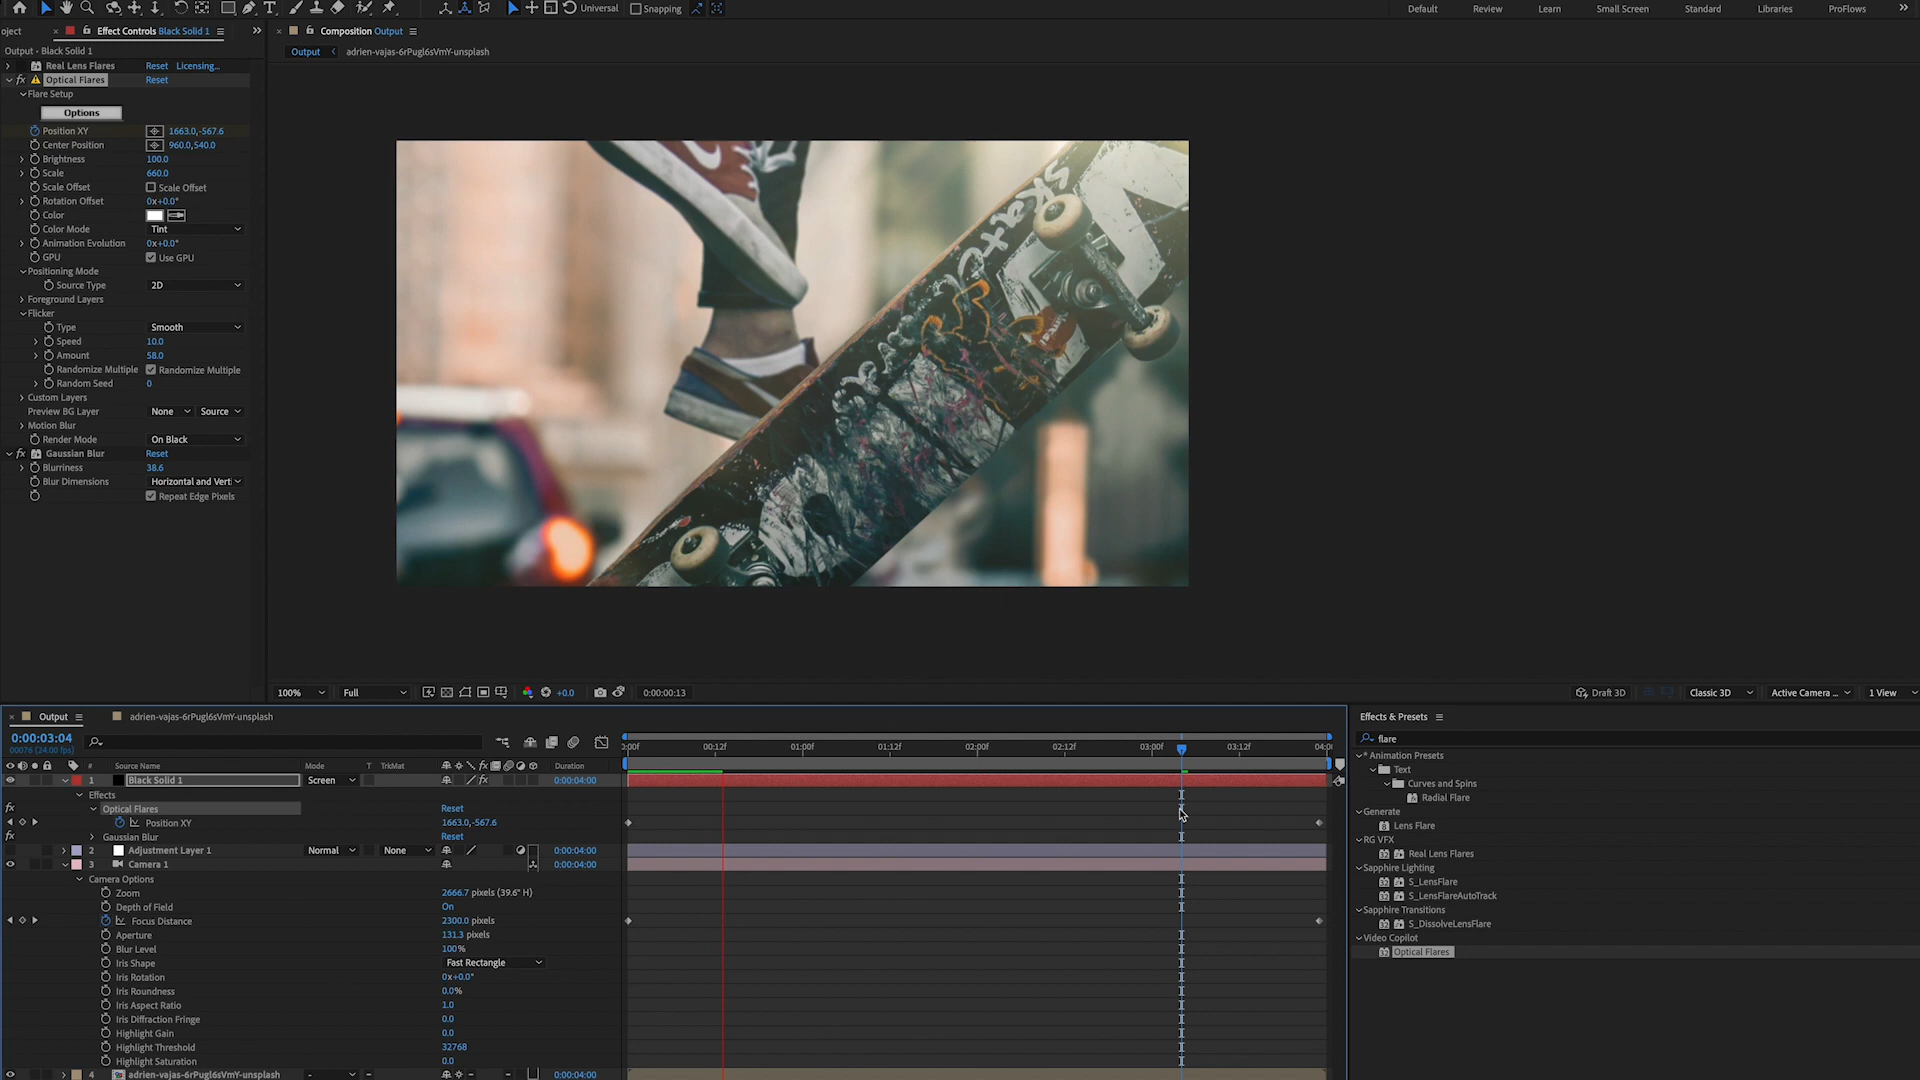 Universal
Snapping
Default
Review
Learn
Small Screen
Standard
Libraries
ProFlows
oject
Effect Controls Black Solid 1
Composition Output
Output • Black Solid 1
Output
adrien-vajas-6rPugl6sVmY-unsplash
Real Lens Flares Reset Licensing...
fx Optical Flares Reset
Flare Setup
Options
Position XY 1663.0,-567.6
Center Position 960.0,540.0
Brightness 100.0
Scale 660.0
Scale Offset Scale Offset
Rotation Offset 0x+0.0°
Color
Color Mode Tint
Animation Evolution 0x+0.0°
GPU Use GPU
Positioning Mode
Source Type 2D
Foreground Layers
Flicker
Type Smooth
Speed 10.0
Amount 58.0
Randomize Multiple Randomize Multiple
Random Seed 0
Custom Layers
Preview BG Layer None Source
Motion Blur
Render Mode On Black
fx Gaussian Blur Reset
Blurriness 38.6
Blur Dimensions Horizontal and Verti
Repeat Edge Pixels
100% Full +0.0 0:00:00:13 Draft 3D Classic 3D Active Camera ... 1 View
Output adrien-vajas-6rPugl6sVmY-unsplash
0:00:03:04
00076 (24.00 fps)
:00f 00:12f 01:00f 01:12f 02:00f 02:12f 03:00f 03:12f 04:0
# Source Name Mode T TrkMat fx Duration
1 Black Solid 1 Screen fx 0:00:04:00
Effects
fx Optical Flares Reset
Position XY 1663.0,-567.6
fx Gaussian Blur Reset
2 Adjustment Layer 1 Normal None 0:00:04:00
3 Camera 1 0:00:04:00
Camera Options
Zoom 2666.7 pixels (39.6° H)
Depth of Field On
Focus Distance 2300.0 pixels
Aperture 131.3 pixels
Blur Level 100%
Iris Shape Fast Rectangle
Iris Rotation 0x+0.0°
Iris Roundness 0.0%
Iris Aspect Ratio 1.0
Iris Diffraction Fringe 0.0
Highlight Gain 0.0
Highlight Threshold 32768
Highlight Saturation 0.0
4 adrien-vajas-6rPugl6sVmY-unsplash - 0:00:04:00
Effects & Presets
flare
* Animation Presets
Text
Curves and Spins
Radial Flare
Generate
Lens Flare
RG VFX
Real Lens Flares
Sapphire Lighting
S_LensFlare
S_LensFlareAutoTrack
Sapphire Transitions
S_DissolveLensFlare
Video Copilot
Optical Flares